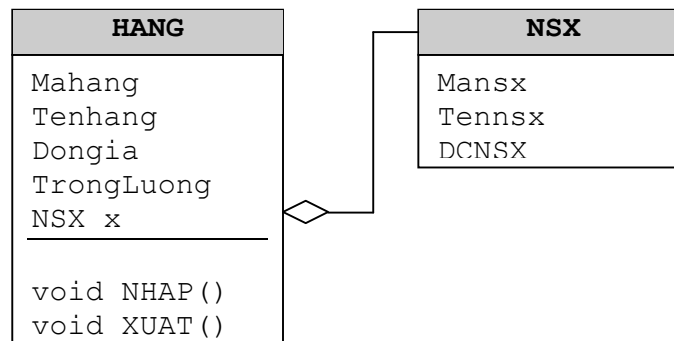 HANG
Mahang
Tenhang
Dongia
TrongLuong
NSX x
void NHAP()
void XUAT()
NSX
Mansx
Tennsx
DCNSX